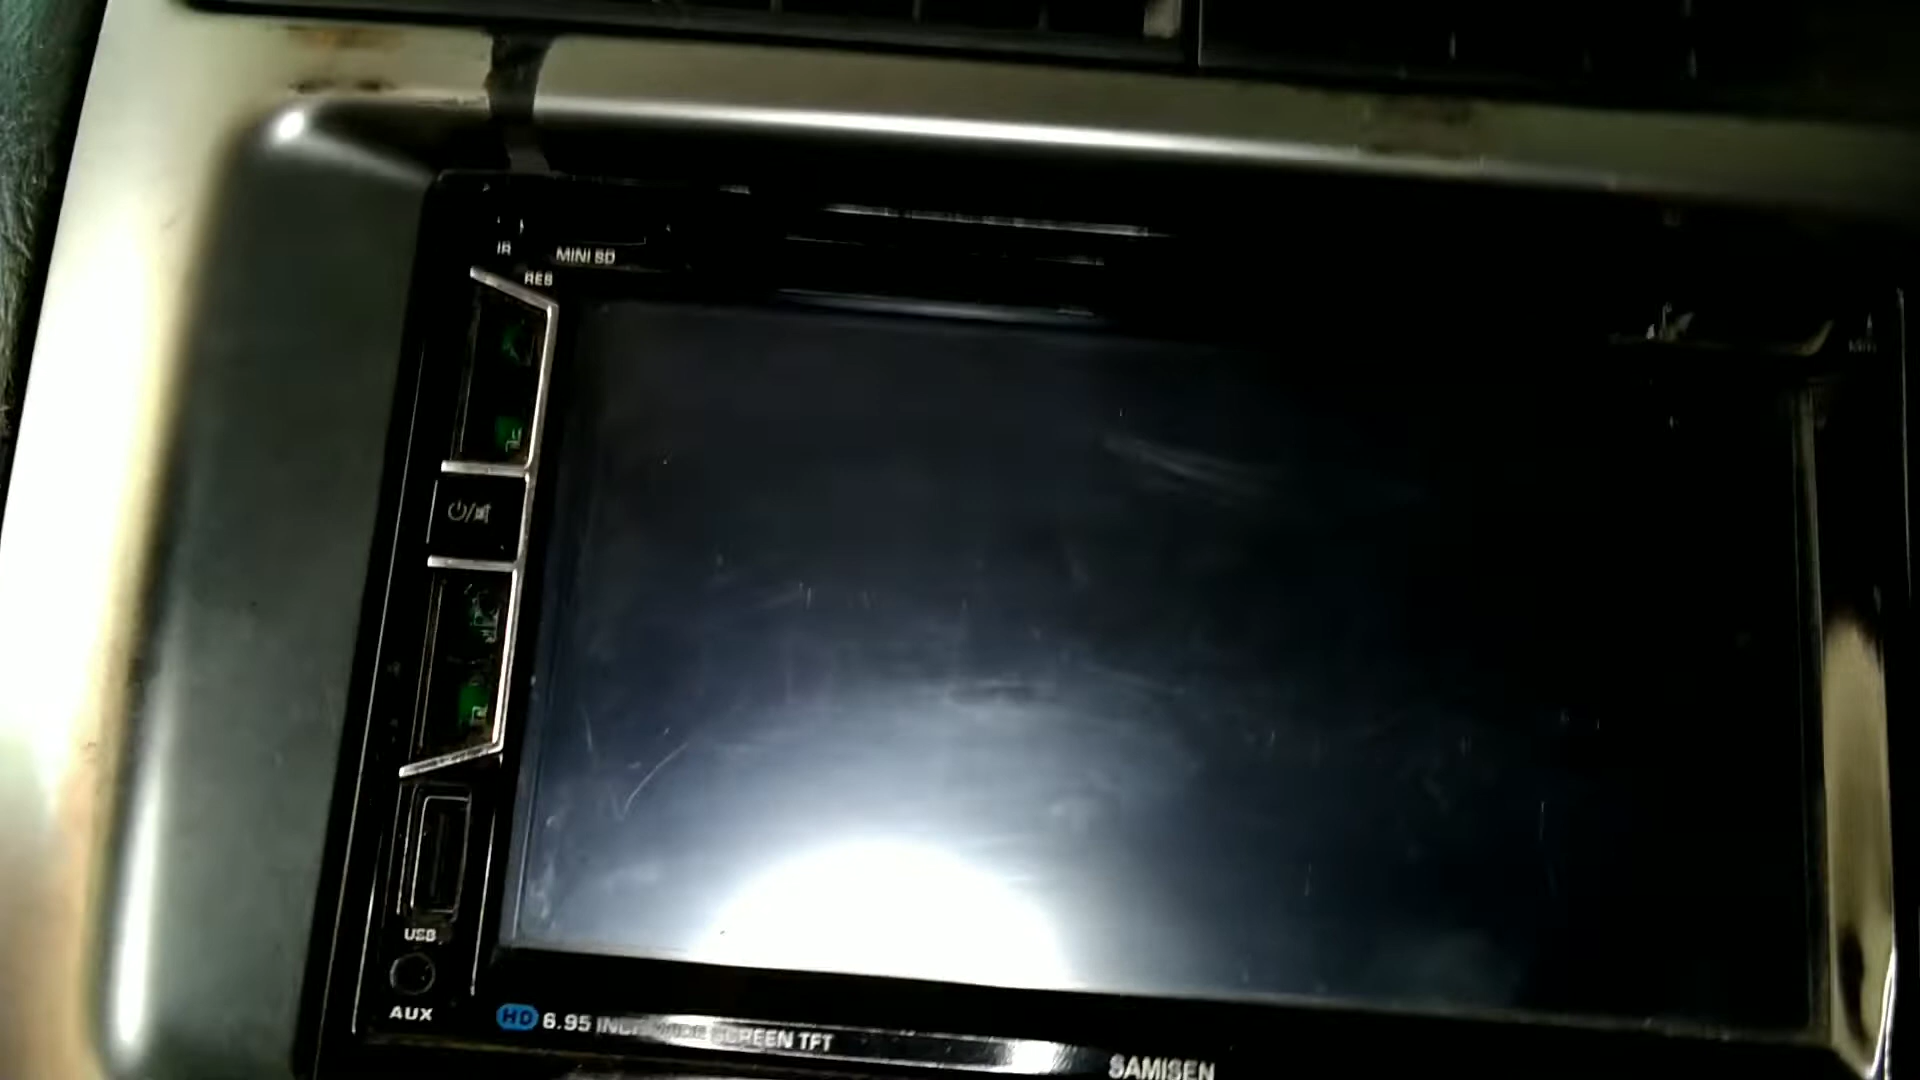 IR
MINI SD
RES
USB
AUX
HD 6.95 INCH WIDE SCREEN TFT
SAMISEN